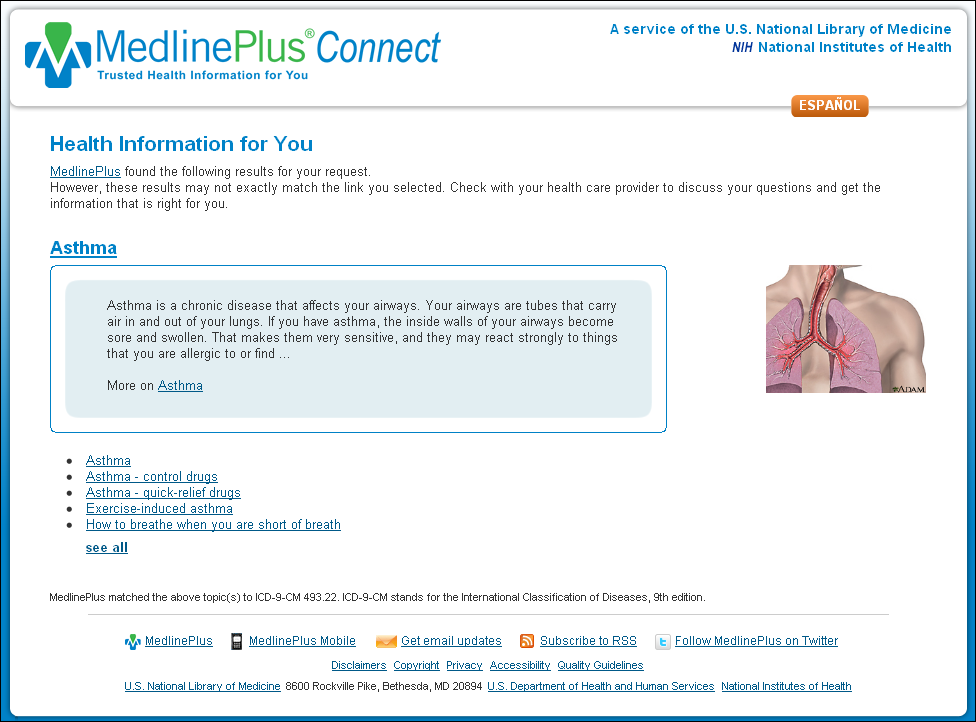 MedlinePlus® Connect
Trusted Health Information for You
A service of the U.S. National Library of Medicine
NIH National Institutes of Health
ESPAÑOL
Health Information for You
MedlinePlus found the following results for your request.
However, these results may not exactly match the link you selected. Check with your health care provider to discuss your questions and get the
information that is right for you.
Asthma
Asthma is a chronic disease that affects your airways. Your airways are tubes that carry
air in and out of your lungs. If you have asthma, the inside walls of your airways become
sore and swollen. That makes them very sensitive, and they may react strongly to things
that you are allergic to or find ...
More on Asthma
©ADAM
• Asthma
• Asthma - control drugs
• Asthma - quick-relief drugs
• Exercise-induced asthma
• How to breathe when you are short of breath
see all
MedlinePlus matched the above topic(s) to ICD-9-CM 493.22. ICD-9-CM stands for the International Classification of Diseases, 9th edition.
MedlinePlus MedlinePlus Mobile Get email updates Subscribe to RSS Follow MedlinePlus on Twitter
Disclaimers Copyright Privacy Accessibility Quality Guidelines
U.S. National Library of Medicine 8600 Rockville Pike, Bethesda, MD 20894 U.S. Department of Health and Human Services National Institutes of Health